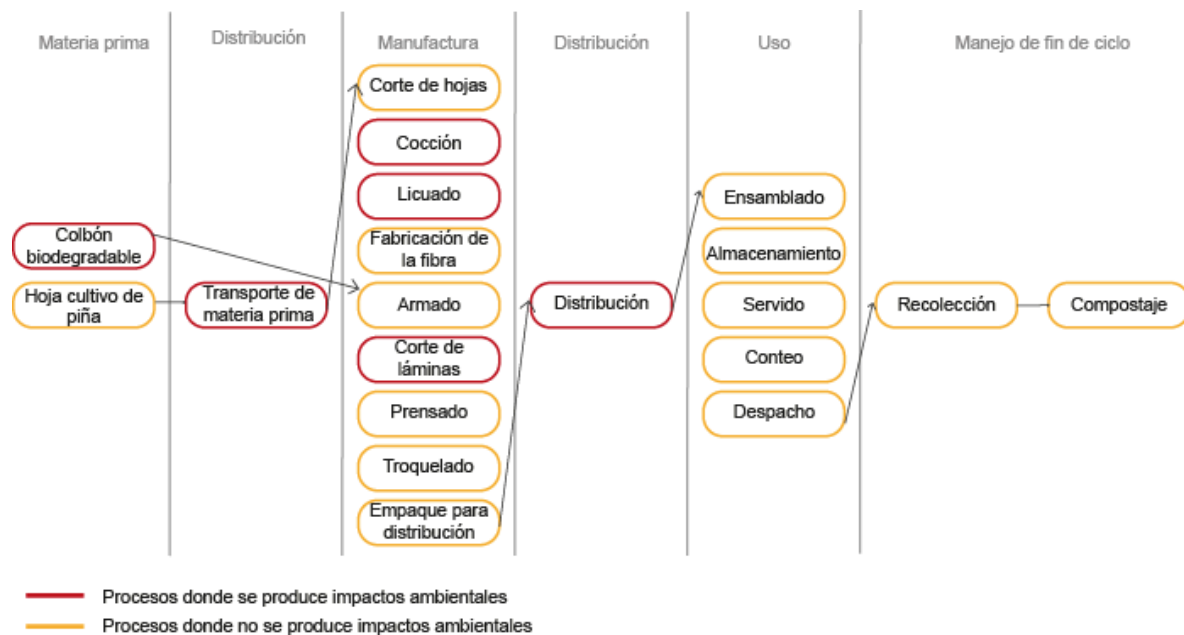 Materia prima
Distribución
Manufactura
Distribución
Uso
Manejo de fin de ciclo
Colbón
biodegradable
Hoja cultivo de
piña
Transporte de
materia prima
Corte de hojas
Cocción
Licuado
Fabricación de
la fibra
Armado
Corte de
láminas
Prensado
Troquelado
Empaque para
distribución
Distribución
Ensamblado
Almacenamiento
Servido
Conteo
Despacho
Recolección
Compostaje
Procesos donde se produce impactos ambientales
Procesos donde no se produce impactos ambientales